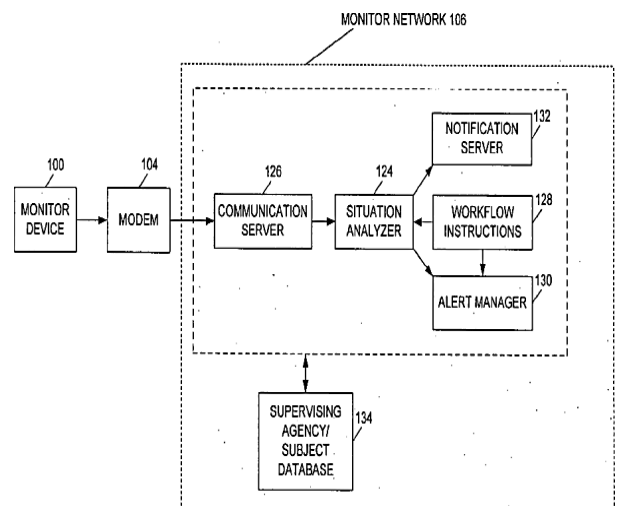 MONITOR NETWORK 106
132
NOTIFICATION
SERVER
100
104
126
124
128
MONITOR
DEVICE
MODEM
COMMUNICATION
SERVER
SITUATION
ANALYZER
WORKFLOW
INSTRUCTIONS
ALERT MANAGER
130
SUPERVISING
AGENCY/
SUBJECT
DATABASE
134